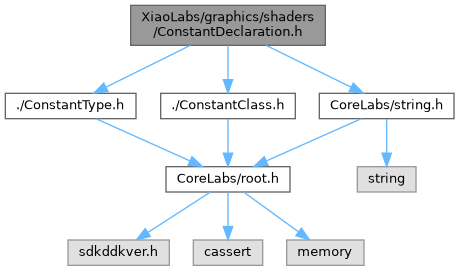 XiaoLabs/graphics/shaders
/ConstantDeclaration.h
./ConstantType.h
./ConstantClass.h
CoreLabs/string.h
CoreLabs/root.h
string
sdkddkver.h
cassert
memory